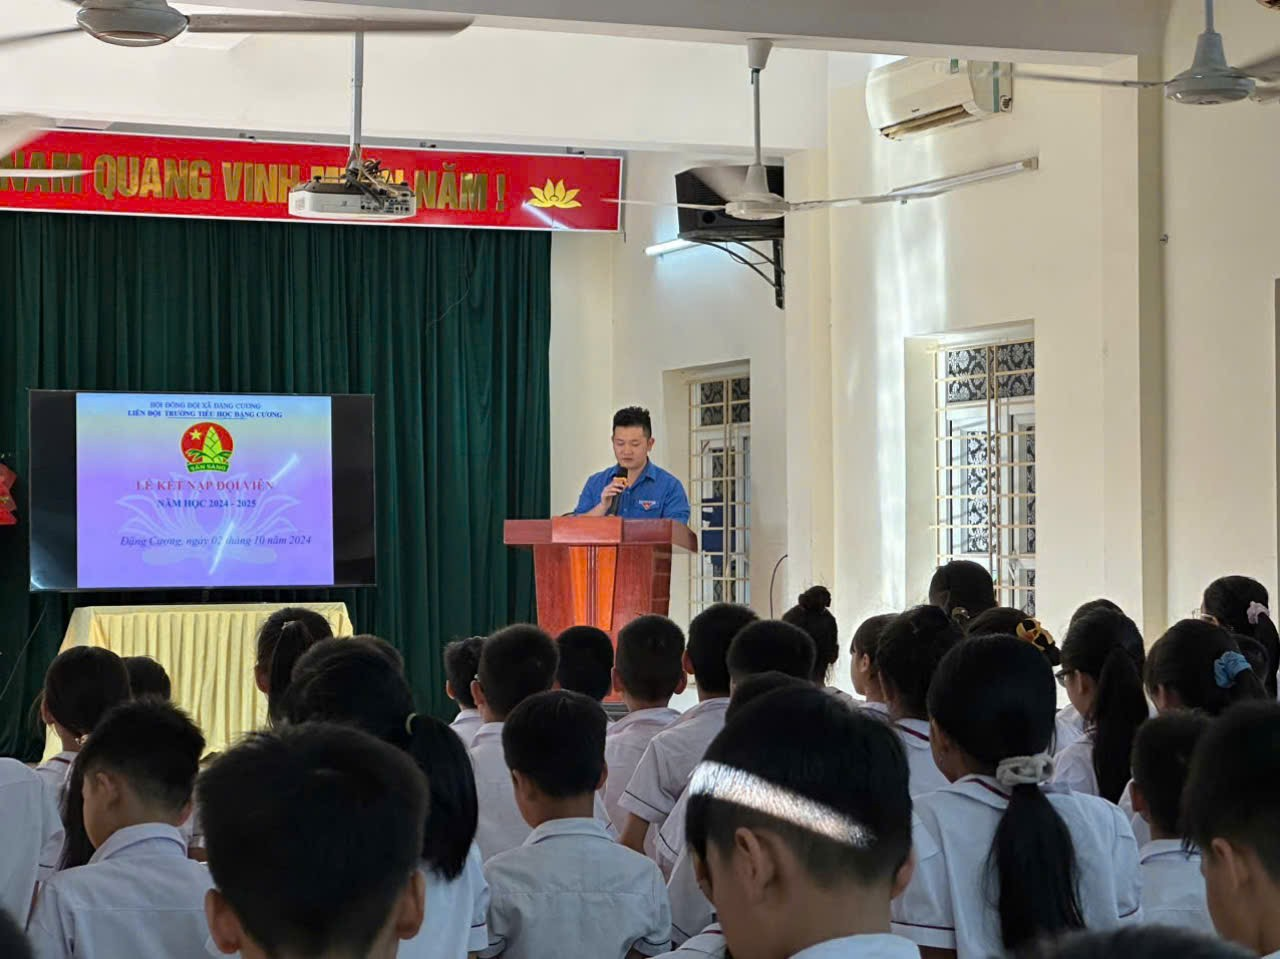 NAM QUANG VINH NĂM !
HỘI ĐỒNG ĐỘI XÃ ĐẶNG CƯƠNG
LIÊN ĐỘI TRƯỜNG TIỂU HỌC ĐẶNG CƯƠNG
SẴN SÀNG
LỄ KẾT NẠP ĐỘI VIÊN
NĂM HỌC 2024 - 2025
Đặng Cương, ngày 02 tháng 10 năm 2024